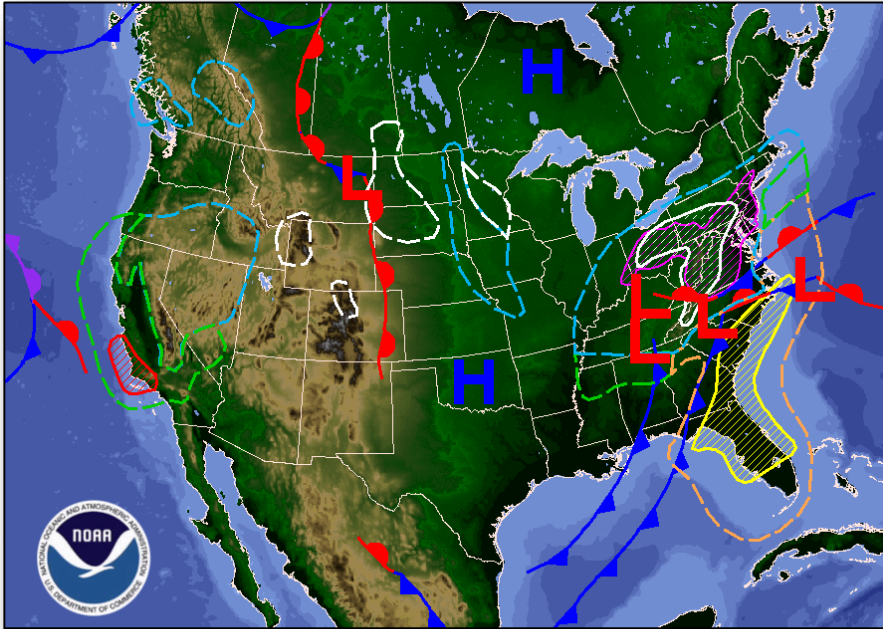 H
L
L
L
L
L
H
NATIONAL OCEANIC AND ATMOSPHERIC ADMINISTRATION
NOAA
U.S. DEPARTMENT OF COMMERCE